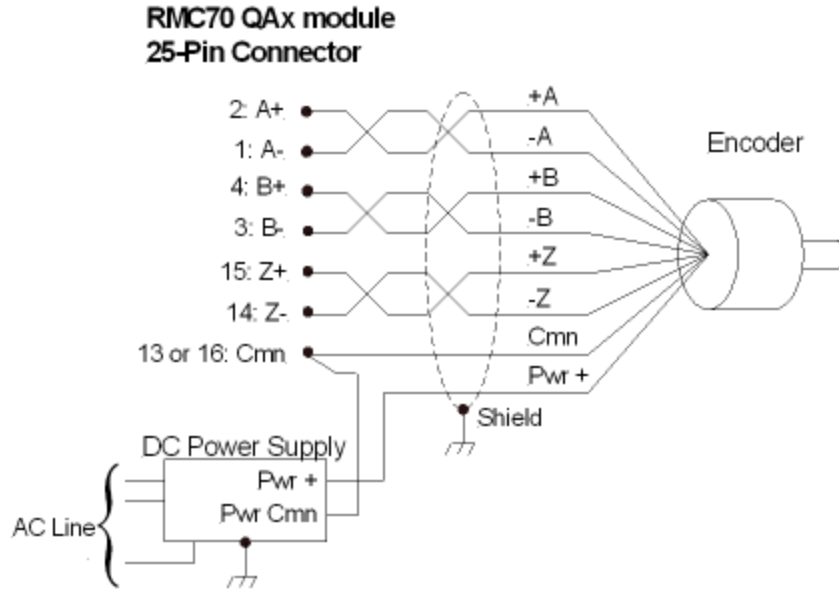 RMC70 QAx module
25-Pin Connector
2: A+
+A
1: A-
-A
Encoder
4: B+
+B
3: B-
-B
15: Z+
+Z
14: Z-
-Z
13 or 16: Cmn
Cmn
Pwr +
Shield
DC Power Supply
Pwr +
Pwr Cmn
AC Line